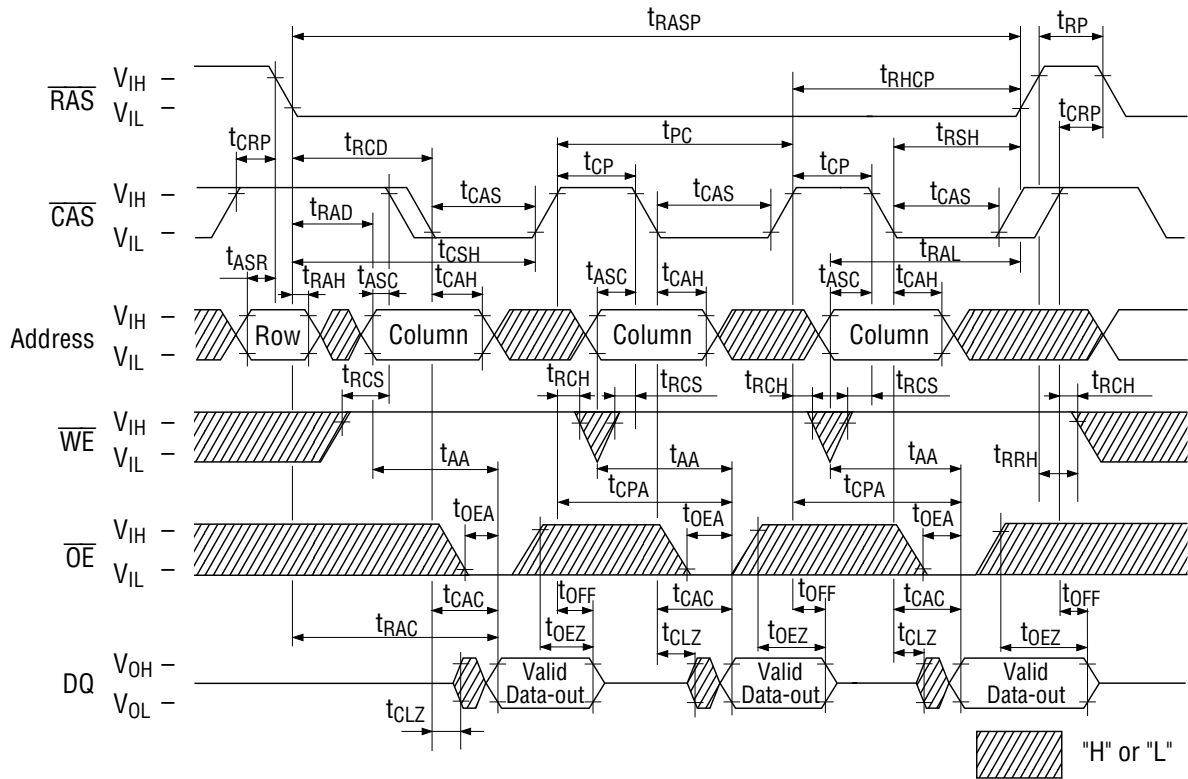 tRASP tRP
RAS VIH – tRHCP
VIL – tCRP tRCD tPC tRSH tCRP
CAS VIH – tCAS tCP tCAS tCP tCAS
VIL – tRAD tCSH tRAL
tASR tRAH tASC tCAH tASC tCAH tASC tCAH
Address VIH – Row Column Column Column
VIL –
tRCS tRCH tRCS tRCH tRCS tRCH
WE VIH –
VIL – tAA tAA tAA tRRH
tCPA tCPA
OE VIH – tOEA tOEA tOEA
VIL –
tCAC tOFF tCAC tOFF tCAC tOFF
tRAC tOEZ tCLZ tOEZ tCLZ tOEZ
DQ VOH – Valid Data-out Valid Data-out Valid Data-out
VOL –
tCLZ
"H" or "L"